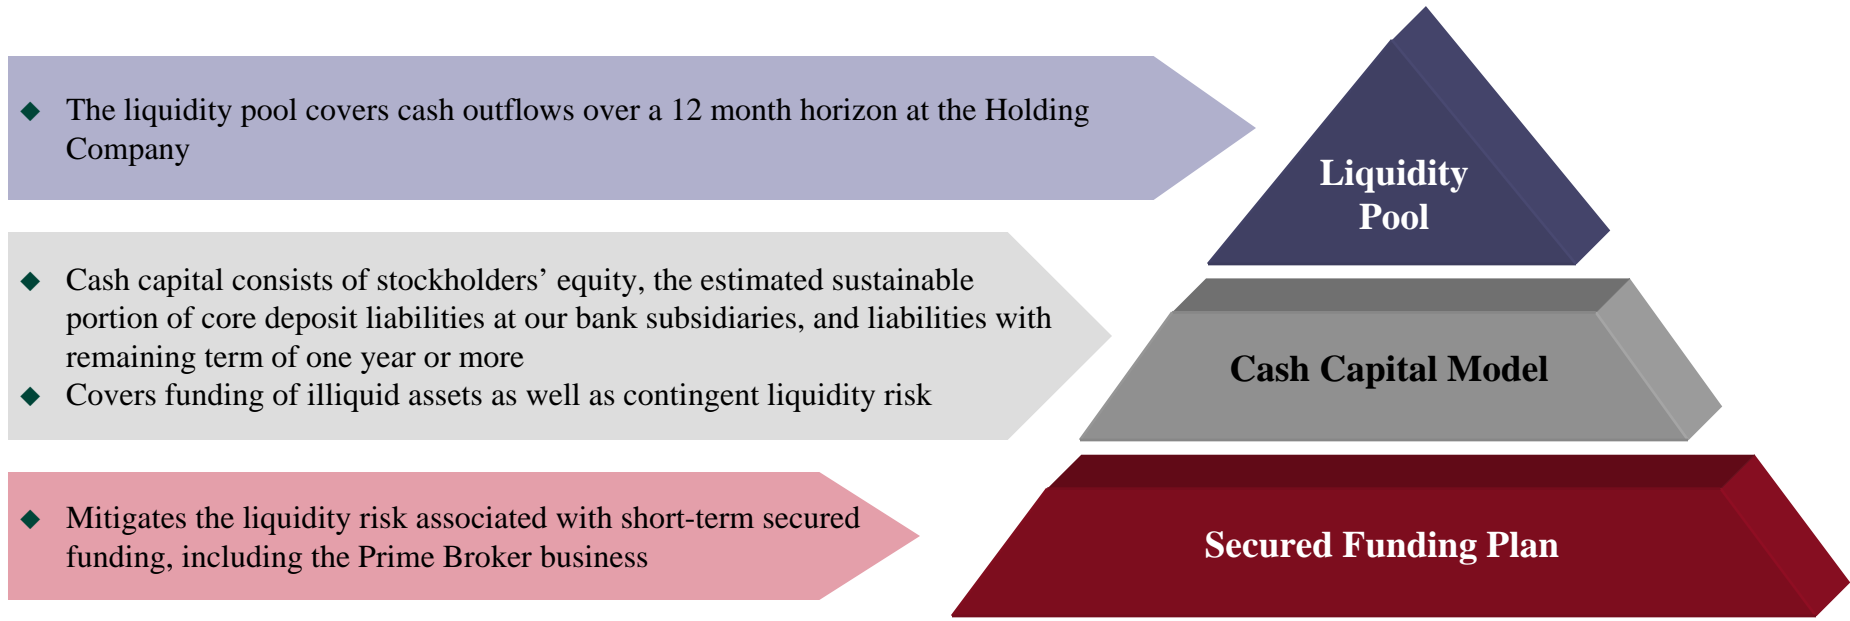 The liquidity pool covers cash outflows over a 12 month horizon at the Holding
Company
Liquidity
Pool
Cash capital consists of stockholders’ equity, the estimated sustainable
portion of core deposit liabilities at our bank subsidiaries, and liabilities with
remaining term of one year or more
Covers funding of illiquid assets as well as contingent liquidity risk
Cash Capital Model
Mitigates the liquidity risk associated with short-term secured
funding, including the Prime Broker business
Secured Funding Plan